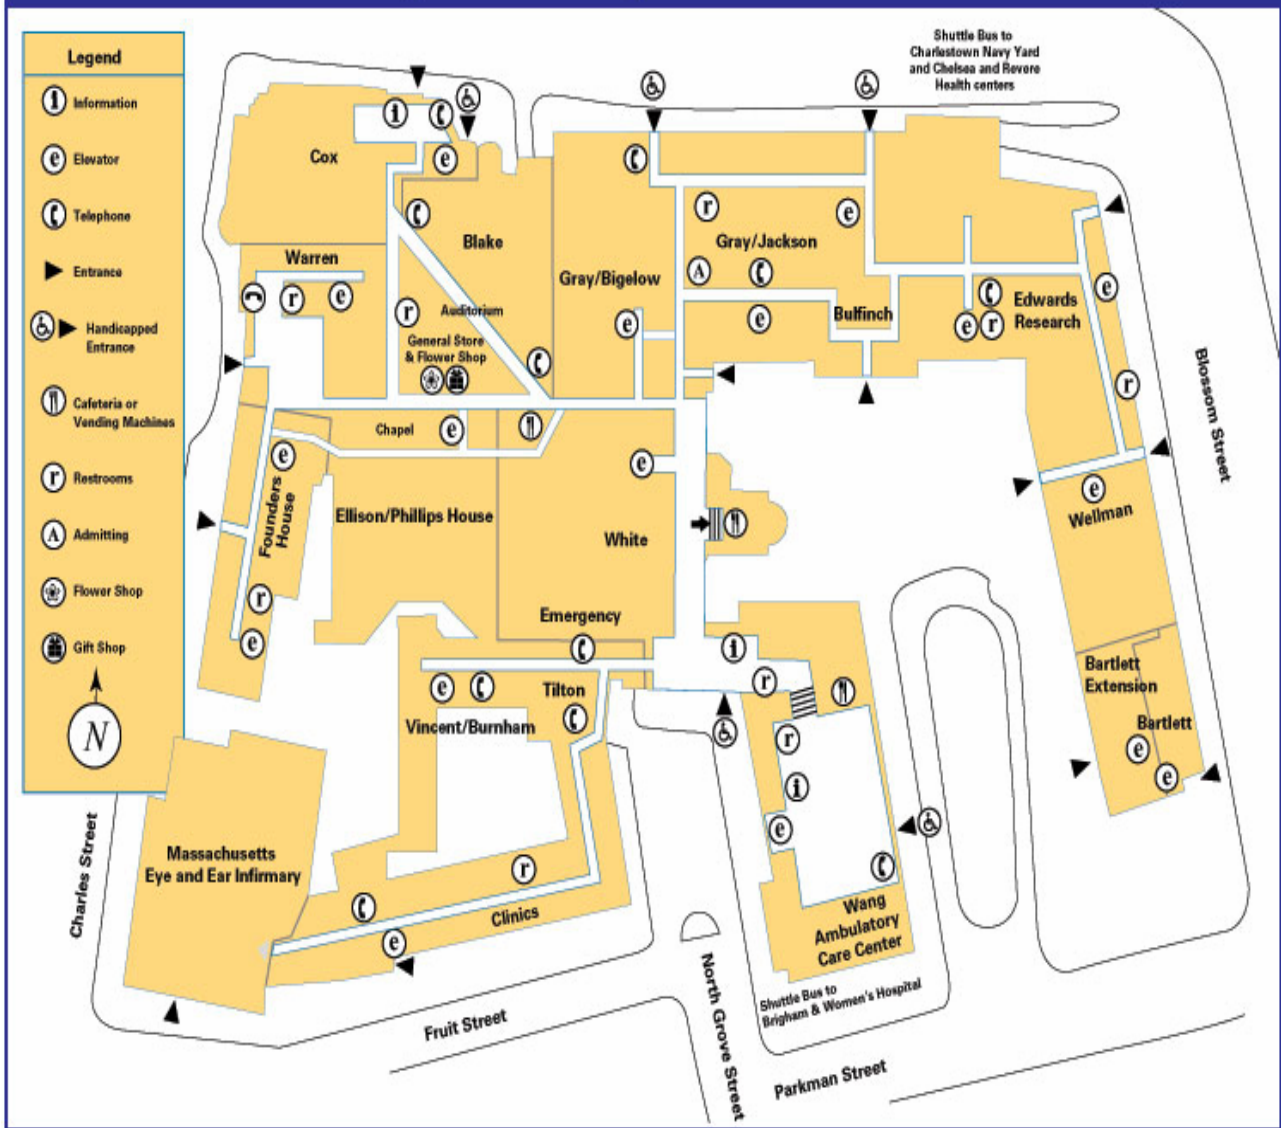 Legend
i Information
e Elevator
Telephone
Entrance
Handicapped
Entrance
Cafeteria or
Vending Machines
r Restrooms
A Admitting
Flower Shop
Gift Shop
N
Shuttle Bus to
Charlestown Navy Yard
and Chelsea and Revere
Health centers
i
Cox
e
Blake
r
e
Gray/Jackson
Warren
Gray/Bigelow
A
r
e
r
Auditorium
e
e
Bulfinch
Edwards
Research
e
r
e
General Store
& Flower Shop
r
Chapel
e
e
e
Founders
House
Ellison/Phillips House
White
e
Wellman
Blossom Street
r
e
Emergency
i
r
e
Tilton
Vincent/Burnham
Bartlett
Extension
Bartlett
e
e
r
i
e
Massachusetts
Eye and Ear Infirmary
r
Clinics
e
Wang
Ambulatory
Care Center
Charles Street
Shuttle Bus to
Brigham & Women's Hospital
Fruit Street
North Grove Street
Parkman Street